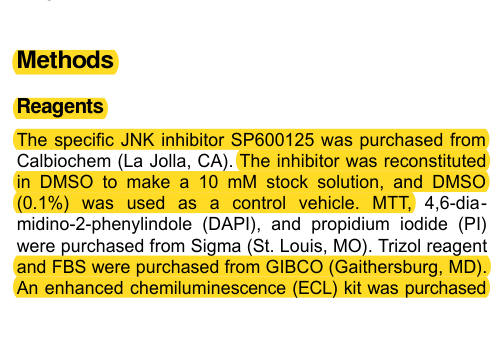 Methods
Reagents
The specific JNK inhibitor SP600125 was purchased from
Calbiochem (La Jolla, CA). The inhibitor was reconstituted
in DMSO to make a 10 mM stock solution, and DMSO
(0.1%) was used as a control vehicle. MTT, 4,6-dia-
midino-2-phenylindole (DAPI), and propidium iodide (PI)
were purchased from Sigma (St. Louis, MO). Trizol reagent
and FBS were purchased from GIBCO (Gaithersburg, MD).
An enhanced chemiluminescence (ECL) kit was purchased